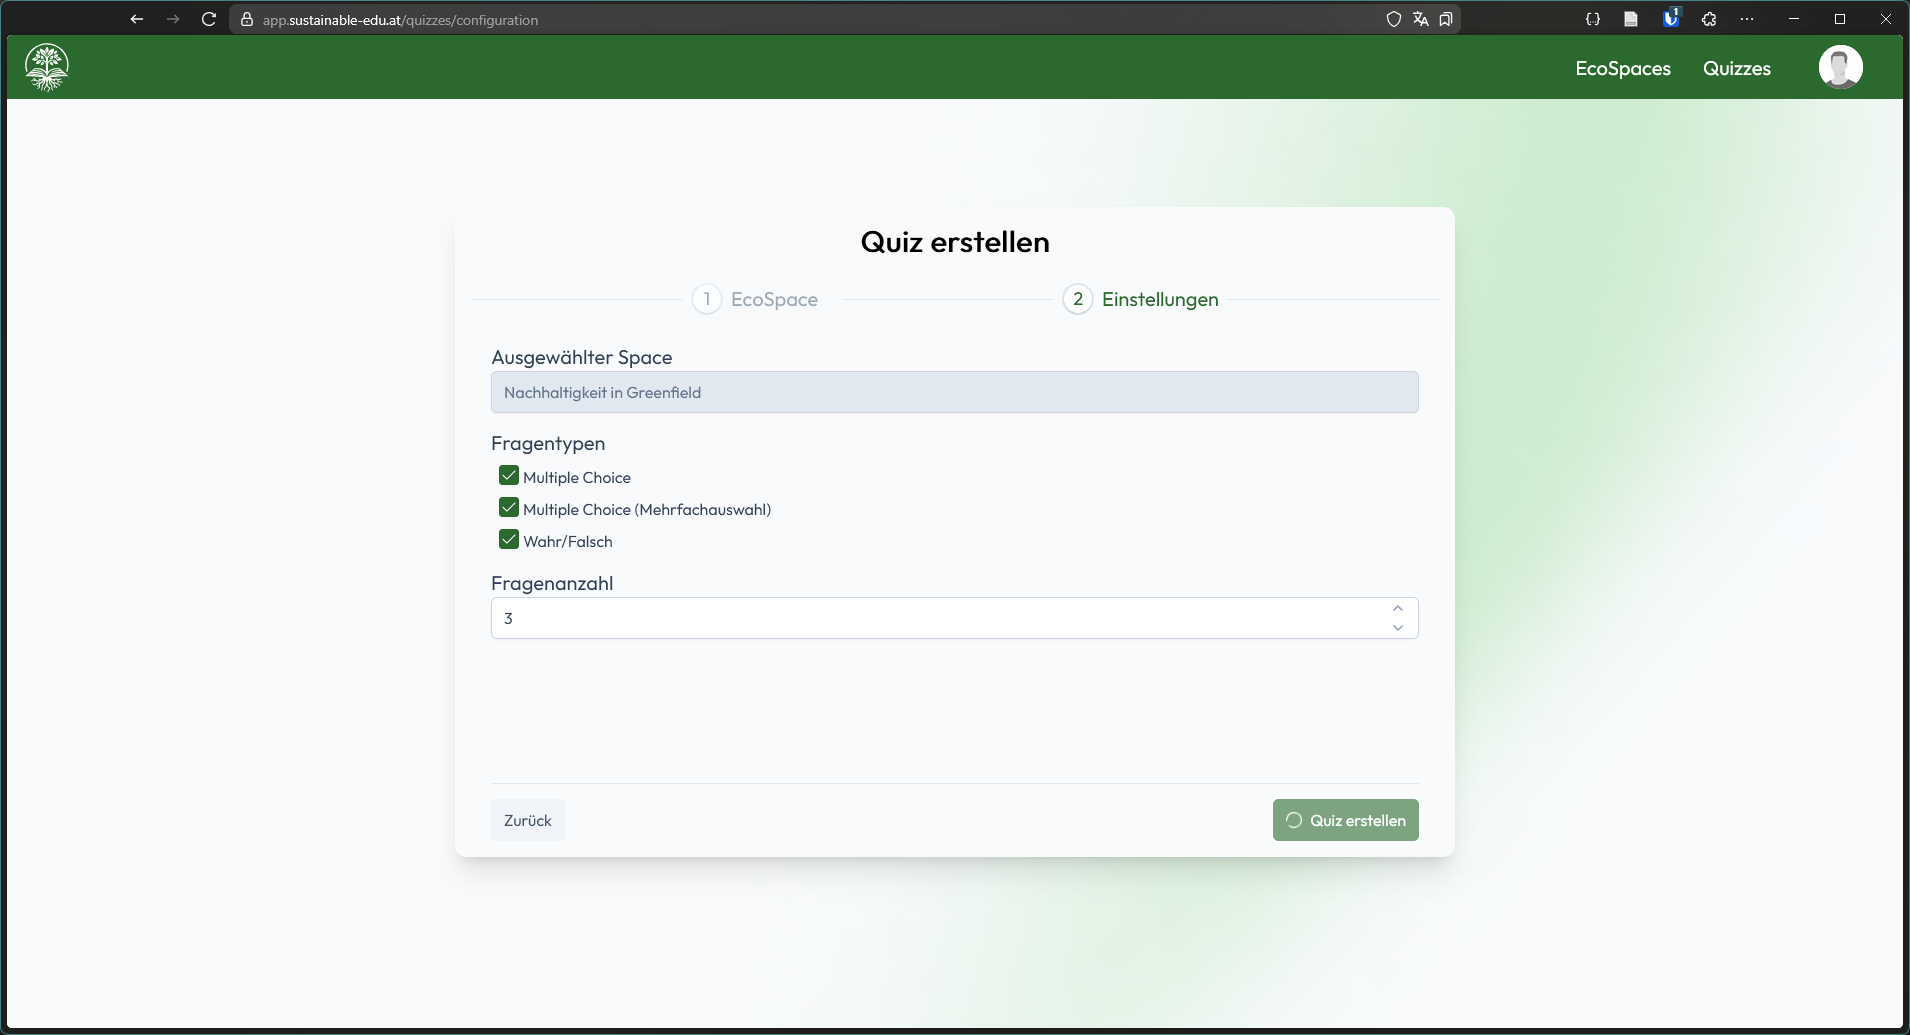 app.sustainable-edu.at/quizzes/configuration
1
EcoSpaces
Quizzes
Quiz erstellen
1 EcoSpace
2 Einstellungen
Ausgewählter Space
Nachhaltigkeit in Greenfield
Fragentypen
Multiple Choice
Multiple Choice (Mehrfachauswahl)
Wahr/Falsch
Fragenanzahl
3
Zurück
Quiz erstellen